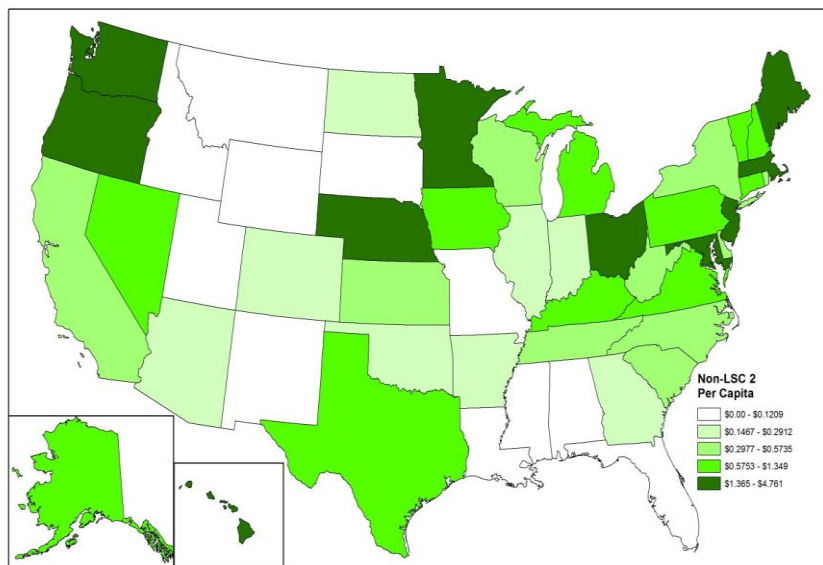 Non-LSC 2
Per Capita
$0.00 - $0.1209
$0.1467 - $0.2912
$0.2977 - $0.5735
$0.5753 - $1.349
$1.365 - $4.761